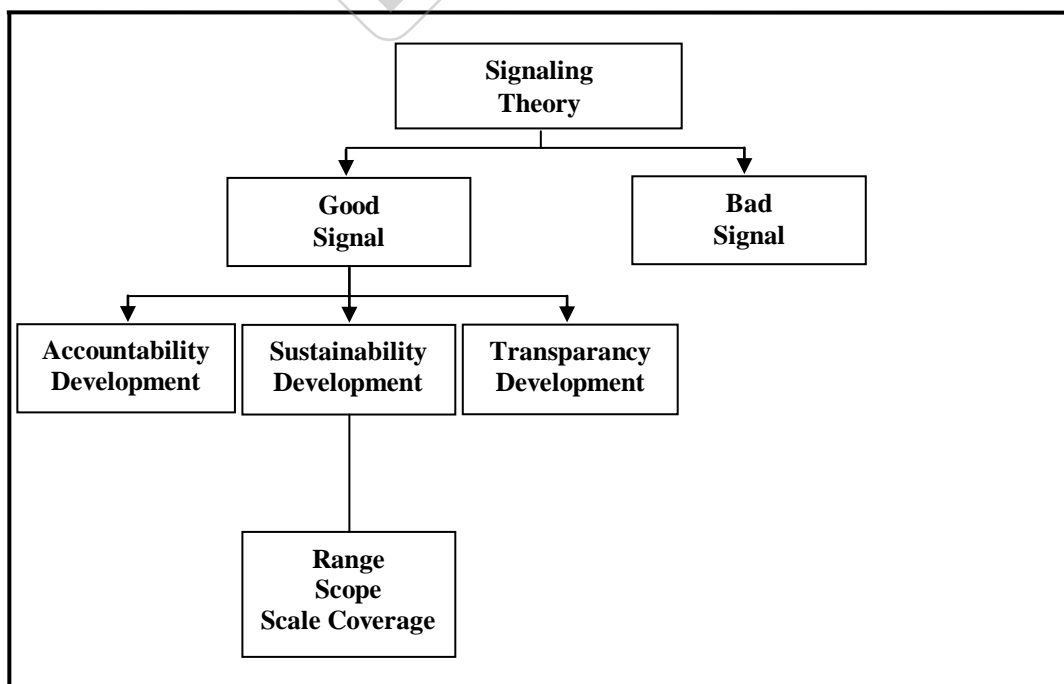 Signaling
Theory
Good
Signal
Bad
Signal
Accountability
Development
Sustainability
Development
Transparancy
Development
Range
Scope
Scale Coverage